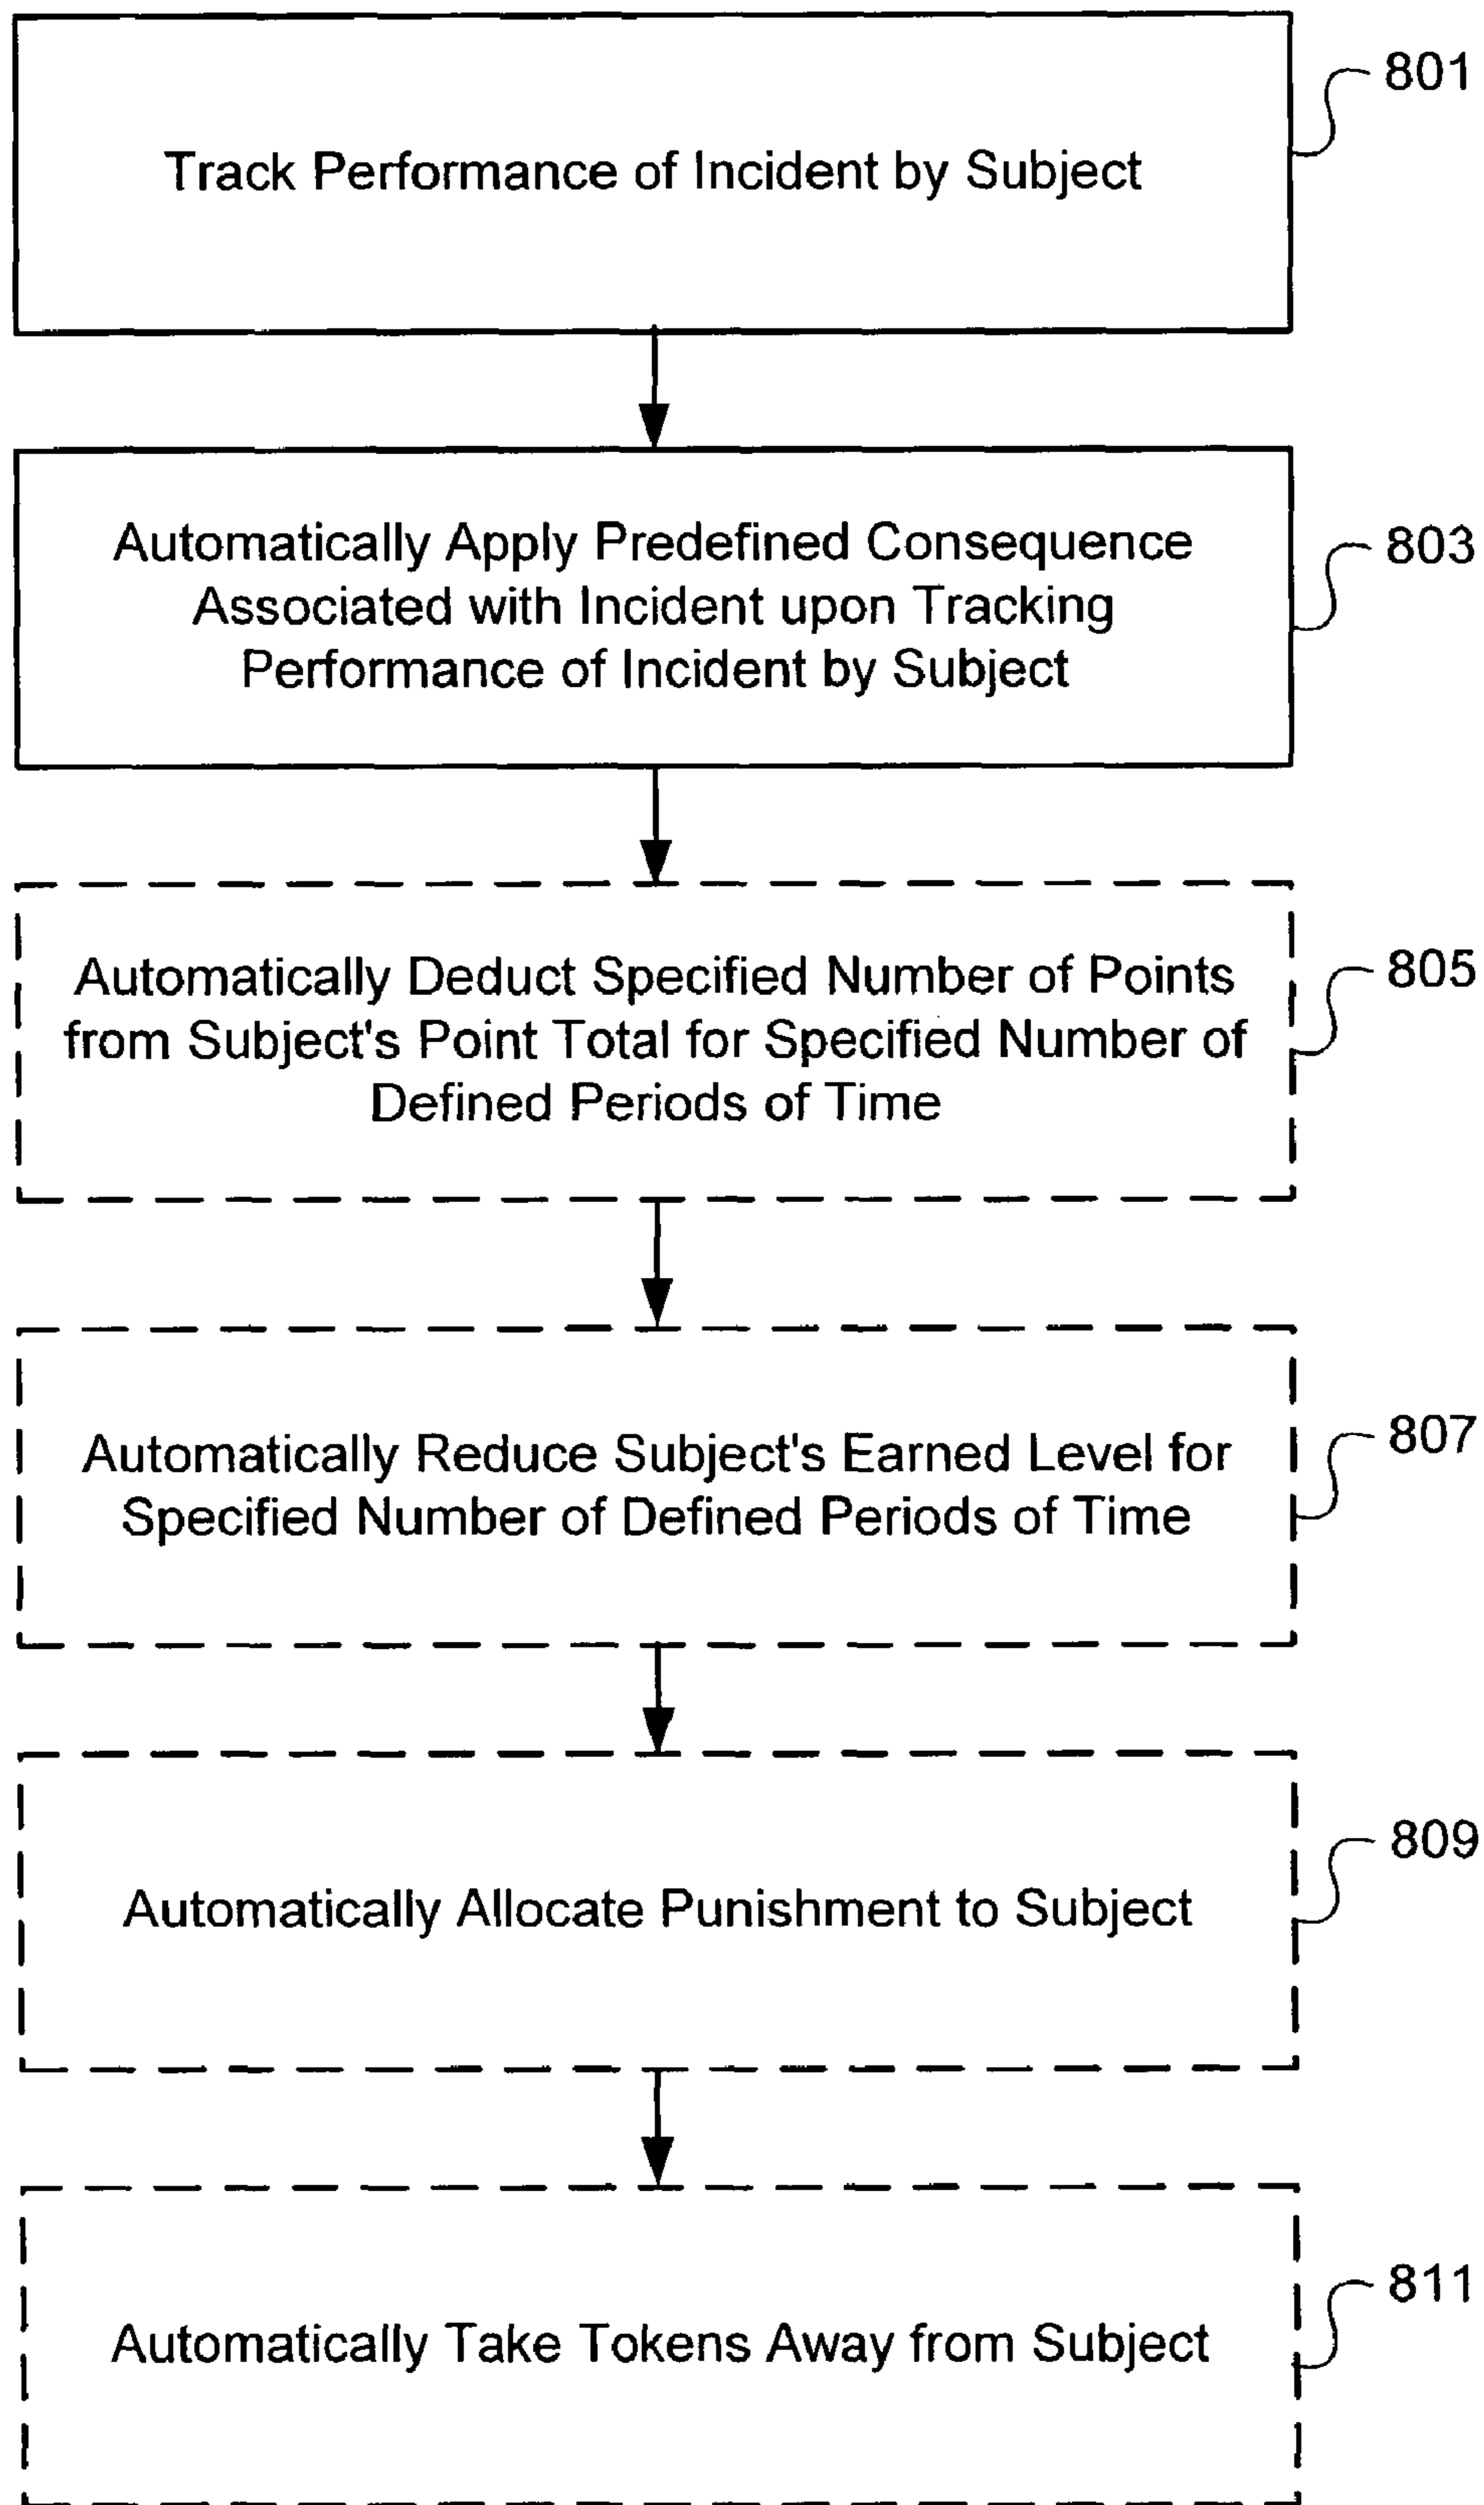 801
Track Performance of Incident by Subject
803
Automatically Apply Predefined Consequence
Associated with Incident upon Tracking
Performance of Incident by Subject
805
Automatically Deduct Specified Number of Points
from Subject's Point Total for Specified Number of
Defined Periods of Time
807
Automatically Reduce Subject's Earned Level for
Specified Number of Defined Periods of Time
809
Automatically Allocate Punishment to Subject
811
Automatically Take Tokens Away from Subject